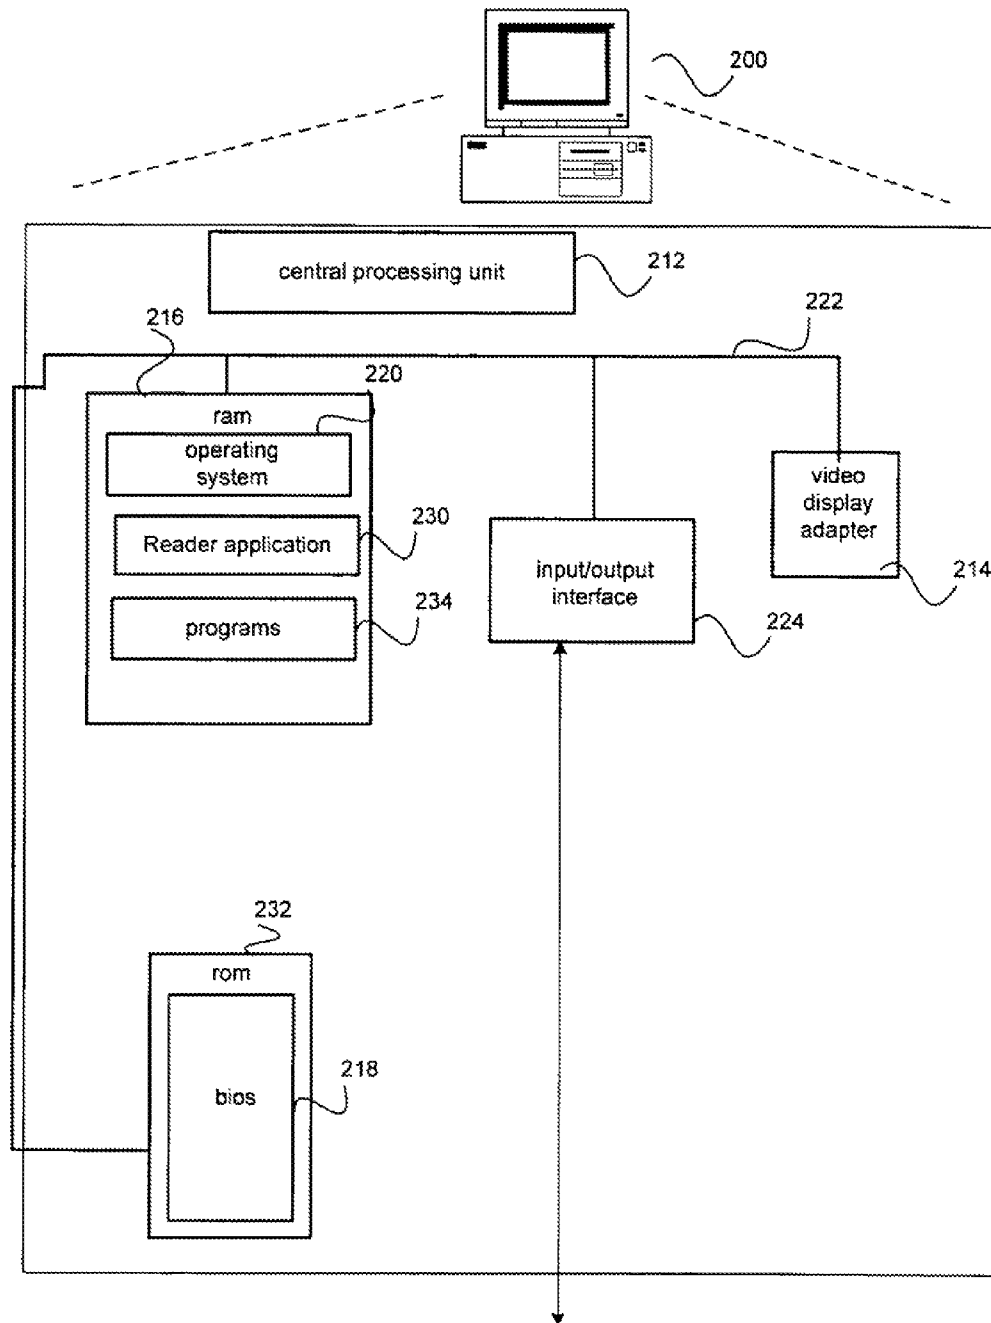 200
central processing unit
212
216
222
220
ram
operating
system
video
display
adapter
Reader application
230
input/output
interface
214
234
programs
224
232
rom
bios
218